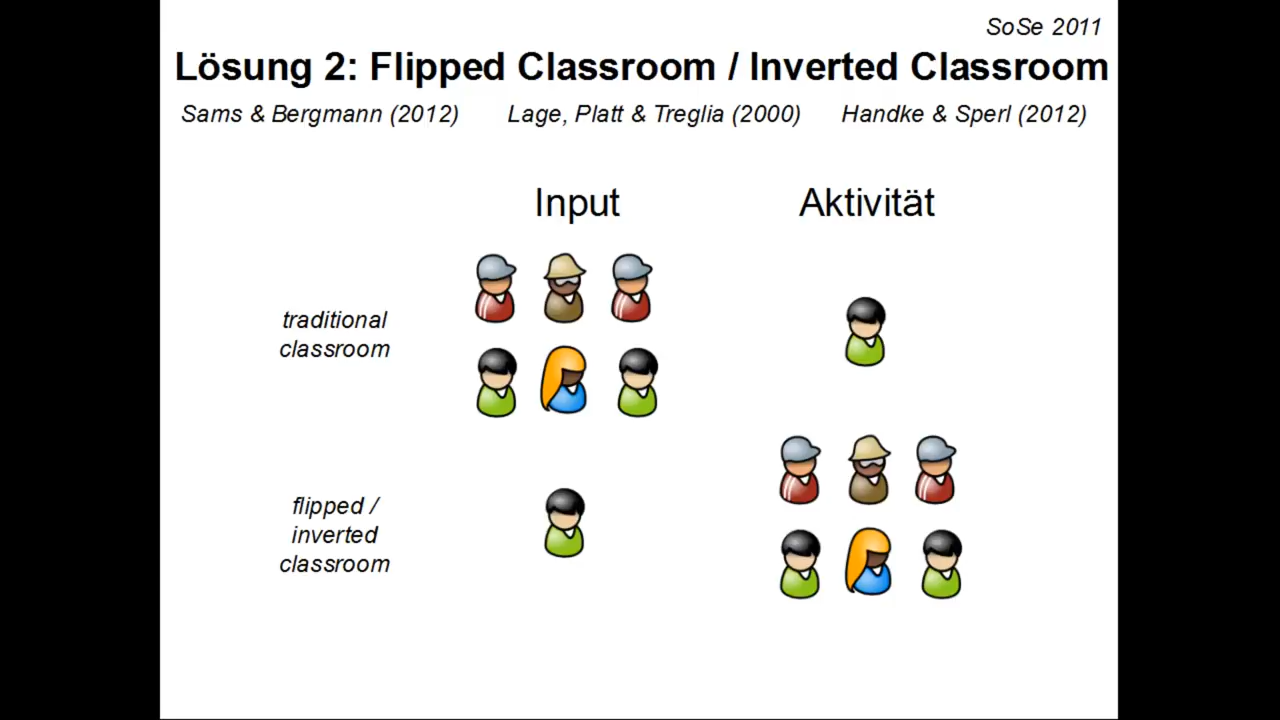 SoSe 2011
Lösung 2: Flipped Classroom / Inverted Classroom
Sams & Bergmann (2012) Lage, Platt & Treglia (2000) Handke & Sperl (2012)
Input Aktivität
traditional
classroom
flipped /
inverted
classroom